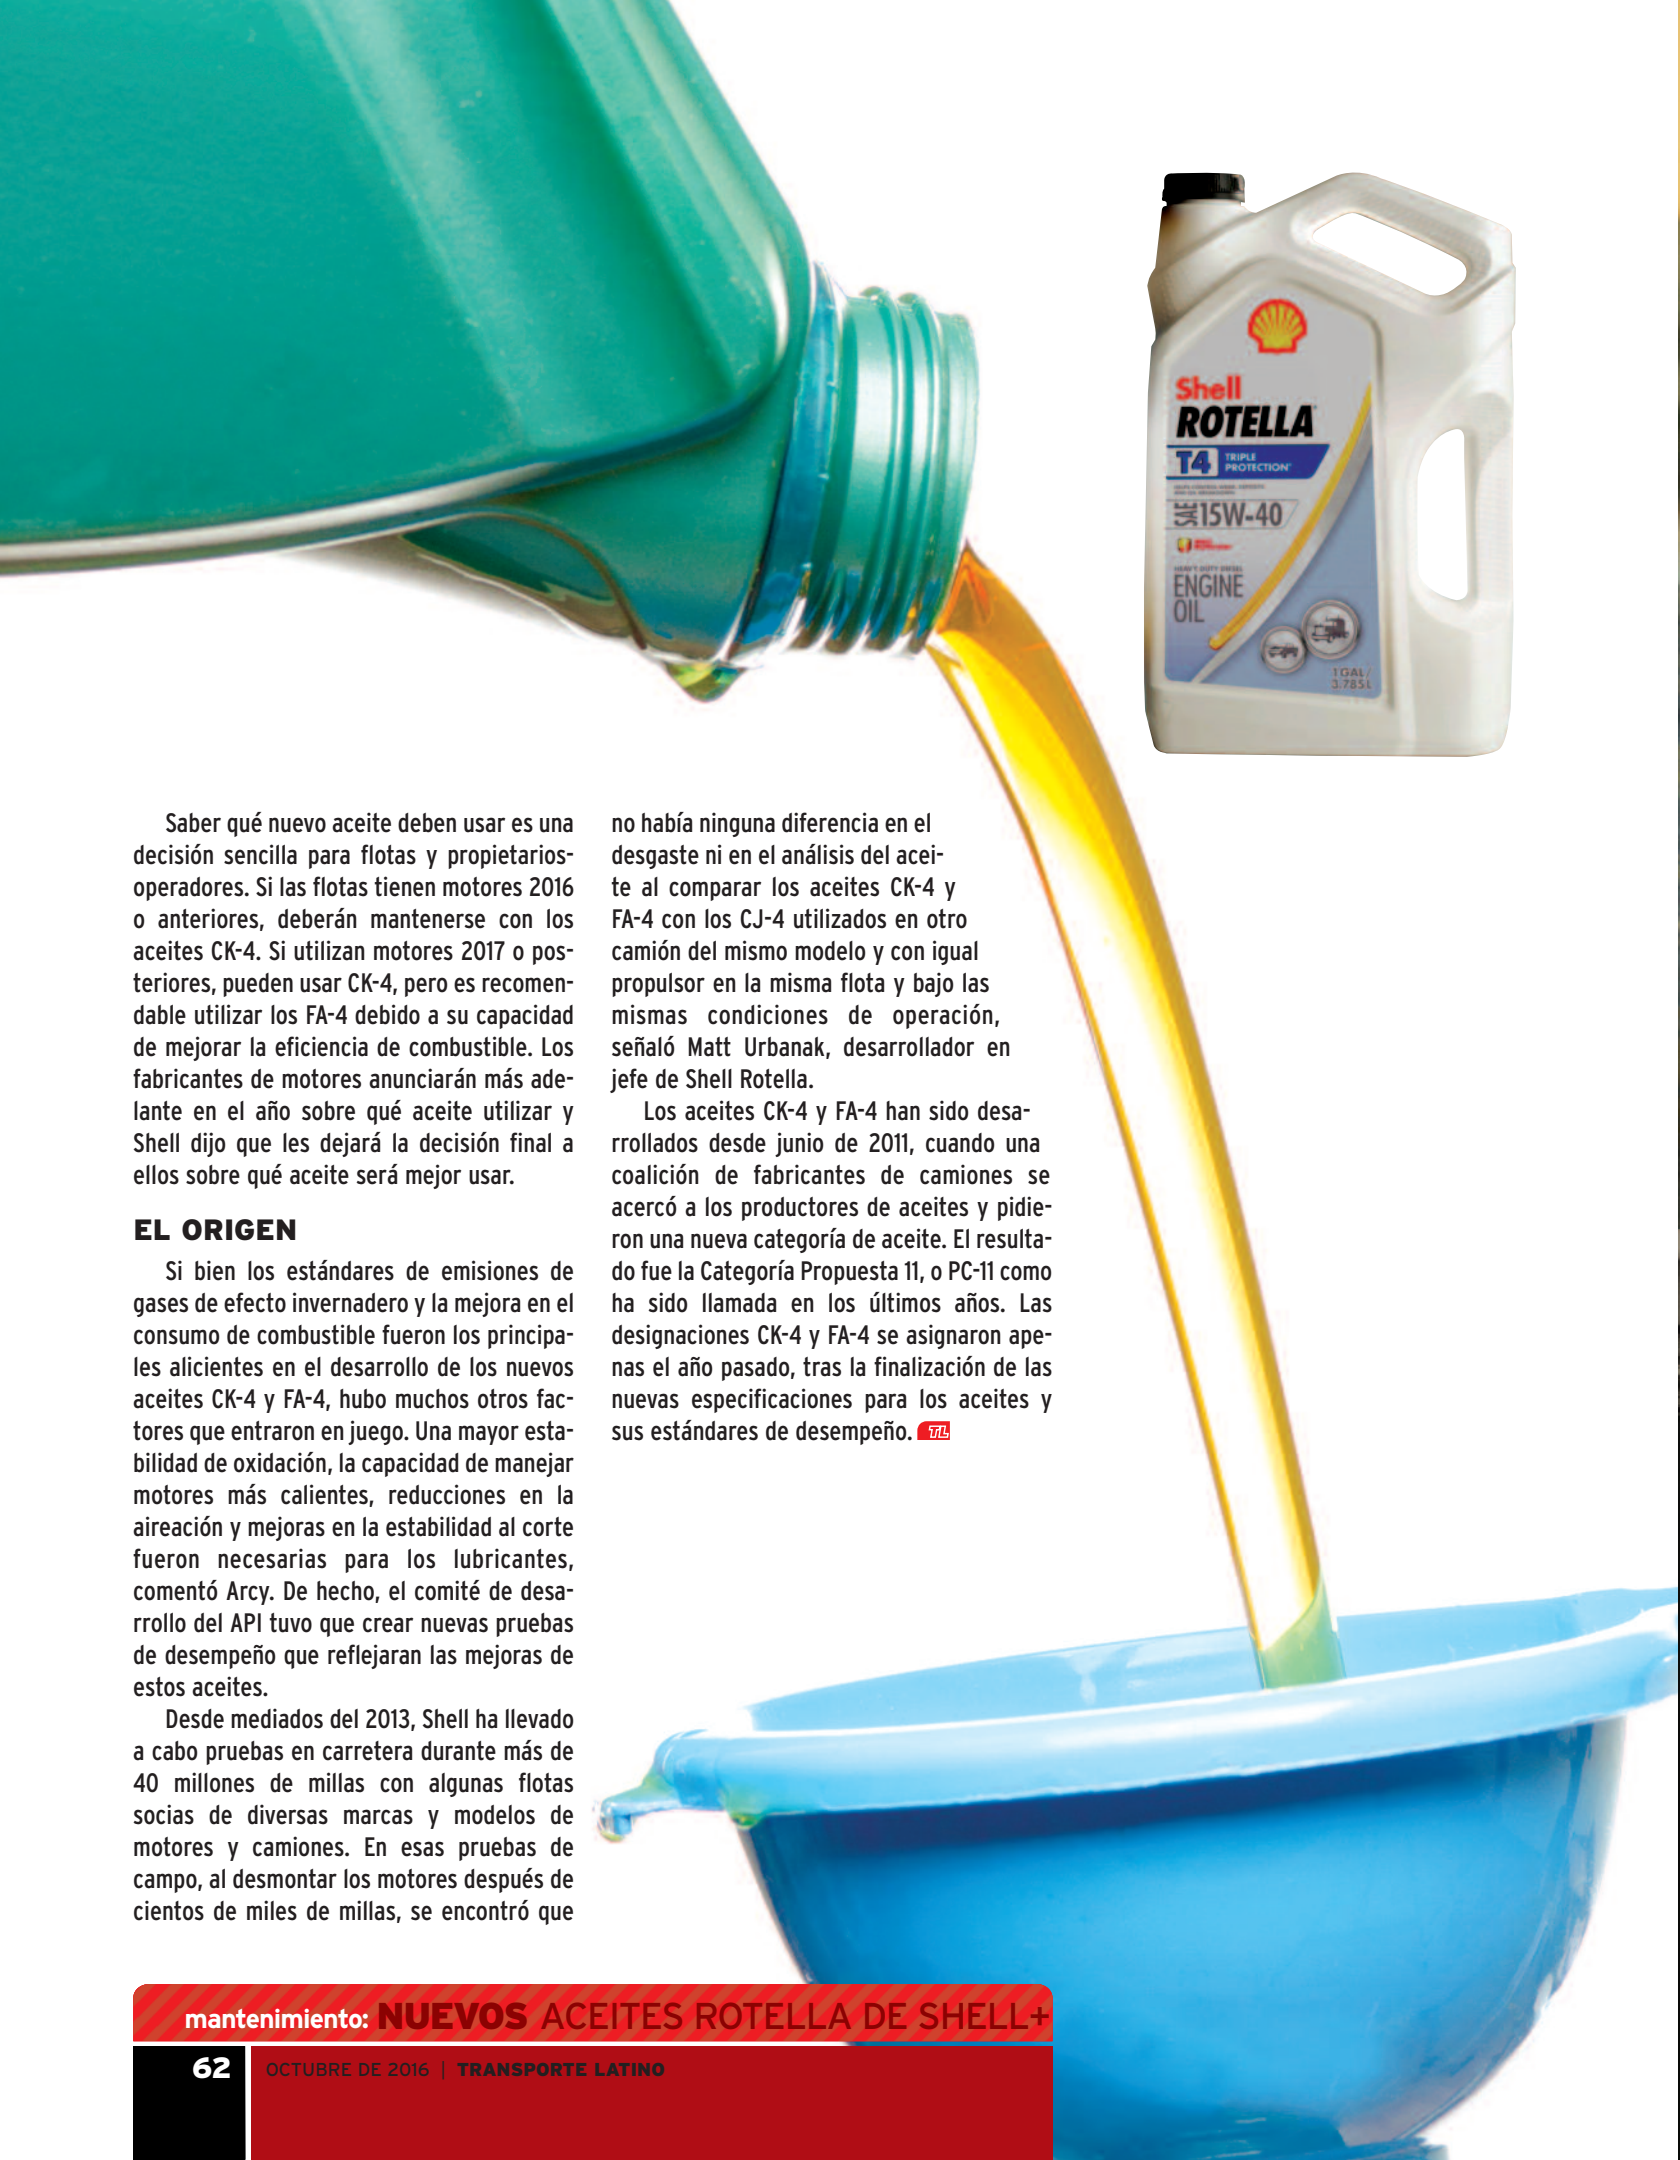 Shell
ROTELLA
T4 TRIPLE
PROTECTION
SAE 15W-40
HEAVY DUTY DIESEL
ENGINE
OIL
1 GAL/
3.785 L
Saber qué nuevo aceite deben usar es una
decisión sencilla para flotas y propietarios-
operadores. Si las flotas tienen motores 2016
o anteriores, deberán mantenerse con los
aceites CK-4. Si utilizan motores 2017 o pos-
teriores, pueden usar CK-4, pero es recomen-
dable utilizar los FA-4 debido a su capacidad
de mejorar la eficiencia de combustible. Los
fabricantes de motores anunciarán más ade-
lante en el año sobre qué aceite utilizar y
Shell dijo que les dejará la decisión final a
ellos sobre qué aceite será mejor usar.
EL ORIGEN
Si bien los estándares de emisiones de
gases de efecto invernadero y la mejora en el
consumo de combustible fueron los principa-
les alicientes en el desarrollo de los nuevos
aceites CK-4 y FA-4, hubo muchos otros fac-
tores que entraron en juego. Una mayor esta-
bilidad de oxidación, la capacidad de manejar
motores más calientes, reducciones en la
aireación y mejoras en la estabilidad al corte
fueron necesarias para los lubricantes,
comentó Arcy. De hecho, el comité de desa-
rrollo del API tuvo que crear nuevas pruebas
de desempeño que reflejaran las mejoras de
estos aceites.
Desde mediados del 2013, Shell ha llevado
a cabo pruebas en carretera durante más de
40 millones de millas con algunas flotas
socias de diversas marcas y modelos de
motores y camiones. En esas pruebas de
campo, al desmontar los motores después de
cientos de miles de millas, se encontró que
no había ninguna diferencia en el
desgaste ni en el análisis del acei-
te al comparar los aceites CK-4 y
FA-4 con los CJ-4 utilizados en otro
camión del mismo modelo y con igual
propulsor en la misma flota y bajo las
mismas condiciones de operación,
señaló Matt Urbanak, desarrollador en
jefe de Shell Rotella.
Los aceites CK-4 y FA-4 han sido desa-
rrollados desde junio de 2011, cuando una
coalición de fabricantes de camiones se
acercó a los productores de aceites y pidie-
ron una nueva categoría de aceite. El resulta-
do fue la Categoría Propuesta 11, o PC-11 como
ha sido llamada en los últimos años. Las
designaciones CK-4 y FA-4 se asignaron ape-
nas el año pasado, tras la finalización de las
nuevas especificaciones para los aceites y
sus estándares de desempeño. TL
mantenimiento: NUEVOS ACEITES ROTELLA DE SHELL+
62 OCTUBRE DE 2016 | TRANSPORTE LATINO